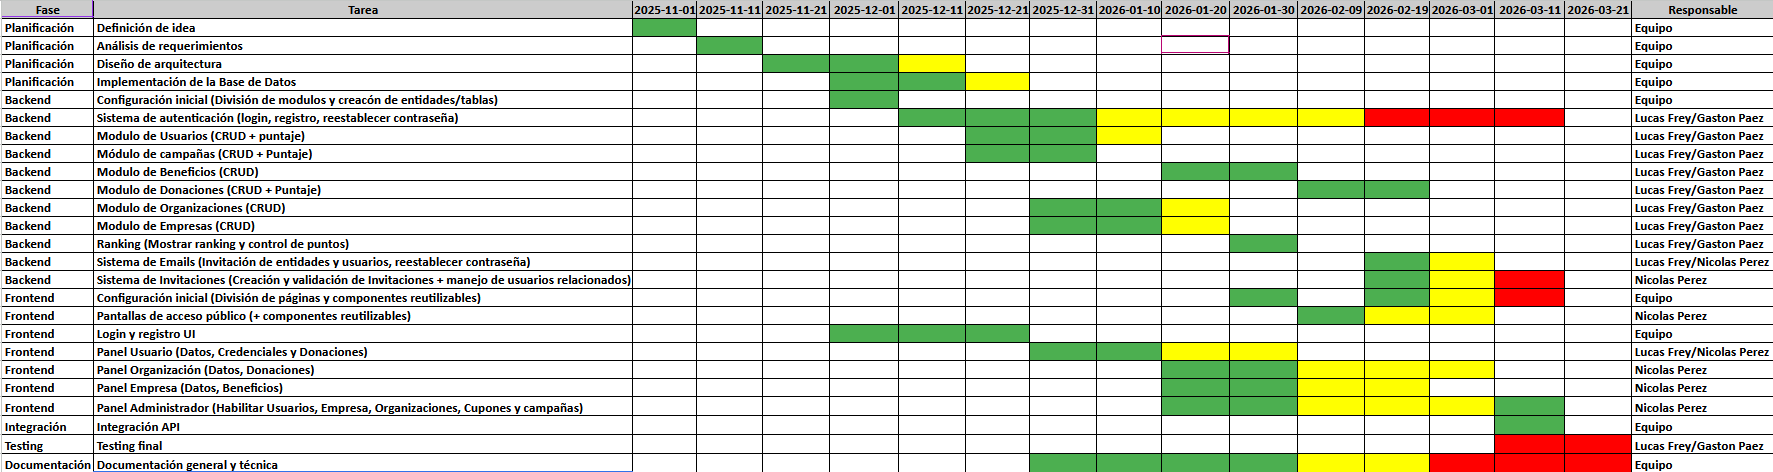 Fase Tarea 2025-11-01 2025-11-11 2025-11-21 2025-12-01 2025-12-11 2025-12-21 2025-12-31 2026-01-10 2026-01-20 2026-01-30 2026-02-09 2026-02-19 2026-03-01 2026-03-11 2026-03-21 Responsable
Planificación Definición de idea Equipo
Planificación Análisis de requerimientos Equipo
Planificación Diseño de arquitectura Equipo
Planificación Implementación de la Base de Datos Equipo
Backend Configuración inicial (División de modulos y creacón de entidades/tablas) Equipo
Backend Sistema de autenticación (login, registro, reestablecer contraseña) Lucas Frey/Gaston Paez
Backend Modulo de Usuarios (CRUD + puntaje) Lucas Frey/Gaston Paez
Backend Módulo de campañas (CRUD + Puntaje) Lucas Frey/Gaston Paez
Backend Modulo de Beneficios (CRUD) Lucas Frey/Gaston Paez
Backend Modulo de Donaciones (CRUD + Puntaje) Lucas Frey/Gaston Paez
Backend Modulo de Organizaciones (CRUD) Lucas Frey/Gaston Paez
Backend Modulo de Empresas (CRUD) Lucas Frey/Gaston Paez
Backend Ranking (Mostrar ranking y control de puntos) Lucas Frey/Gaston Paez
Backend Sistema de Emails (Invitación de entidades y usuarios, reestablecer contraseña) Lucas Frey/Nicolas Perez
Backend Sistema de Invitaciones (Creación y validación de Invitaciones + manejo de usuarios relacionados) Nicolas Perez
Frontend Configuración inicial (División de páginas y componentes reutilizables) Equipo
Frontend Pantallas de acceso público (+ componentes reutilizables) Nicolas Perez
Frontend Login y registro UI Equipo
Frontend Panel Usuario (Datos, Credenciales y Donaciones) Lucas Frey/Nicolas Perez
Frontend Panel Organización (Datos, Donaciones) Nicolas Perez
Frontend Panel Empresa (Datos, Beneficios) Nicolas Perez
Frontend Panel Administrador (Habilitar Usuarios, Empresa, Organizaciones, Cupones y campañas) Nicolas Perez
Integración Integración API Equipo
Testing Testing final Lucas Frey/Gaston Paez
Documentación Documentación general y técnica Equipo